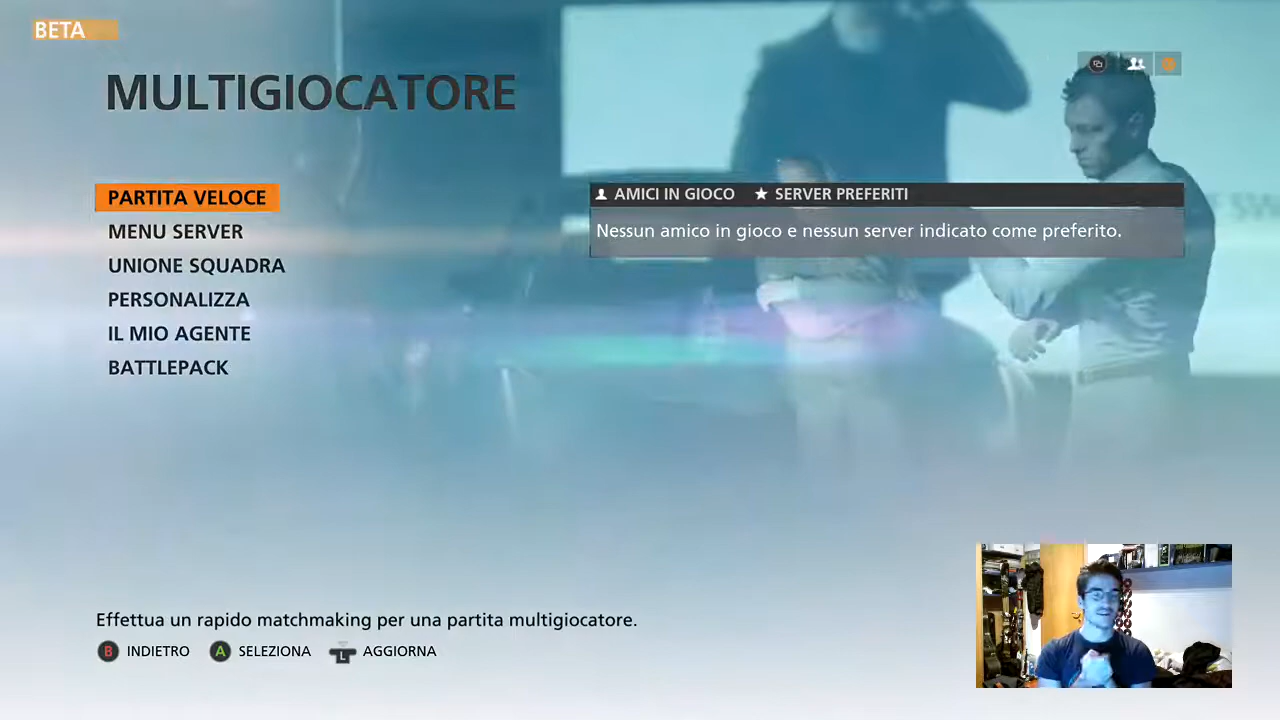 BETA
MULTIGIOCATORE
PARTITA VELOCE
MENU SERVER
UNIONE SQUADRA
PERSONALIZZA
IL MIO AGENTE
BATTLEPACK
AMICI IN GIOCO ★ SERVER PREFERITI
Nessun amico in gioco e nessun server indicato come preferito.
Effettua un rapido matchmaking per una partita multigiocatore.
B INDIETRO A SELEZIONA L AGGIORNA